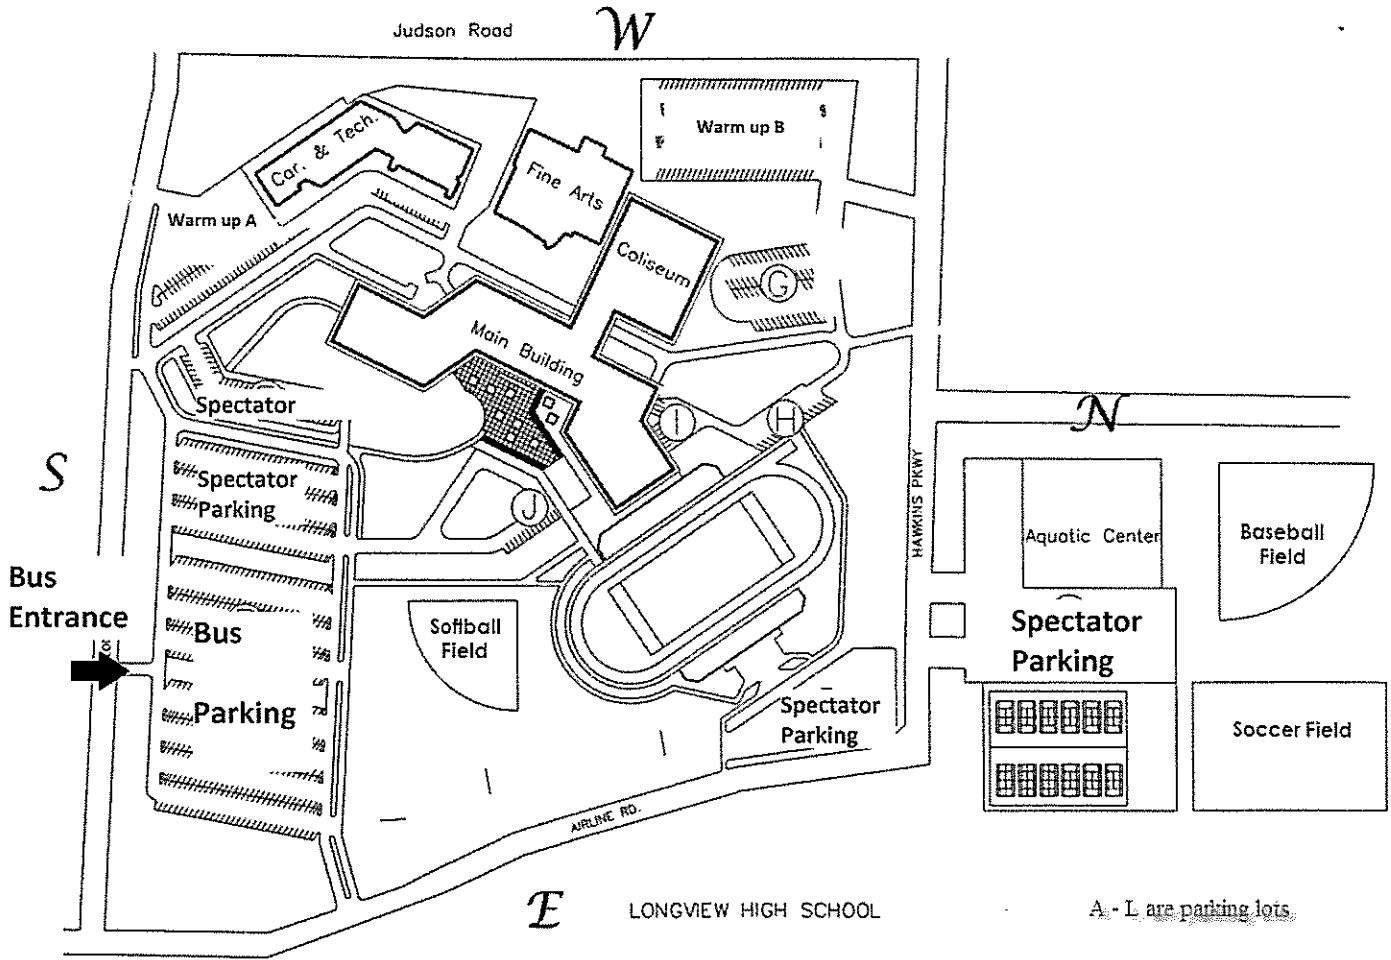 Judson Road
W
Car. & Tech.
Fine Arts
Warm up B
Warm up A
Coliseum
G
Main Building
Spectator
N
I
H
S
Spectator
Parking
J
HAWKINS PKWY
Aquatic Center
Baseball
Field
Bus
Entrance
Softball
Field
Bus
Parking
Spectator
Parking
Spectator
Parking
Soccer Field
AIRLINE RD.
E
LONGVIEW HIGH SCHOOL
A - L are parking lots